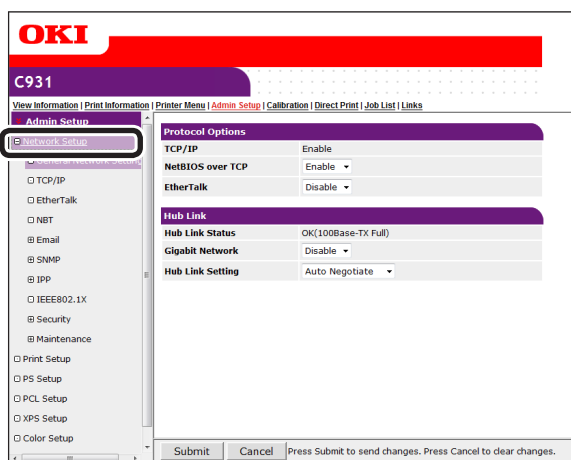 OKI
C931
View Information | Print Information | Printer Menu | Admin Setup | Calibration | Direct Print | Job List | Links
Admin Setup
Network Setup
General Network Setting
TCP/IP
EtherTalk
NBT
Email
SNMP
IPP
IEEE802.1X
Security
Maintenance
Print Setup
PS Setup
PCL Setup
XPS Setup
Color Setup
Protocol Options
TCP/IP Enable
NetBIOS over TCP Enable
EtherTalk Disable
Hub Link
Hub Link Status OK(100Base-TX Full)
Gigabit Network Disable
Hub Link Setting Auto Negotiate
Submit Cancel Press Submit to send changes. Press Cancel to clear changes.